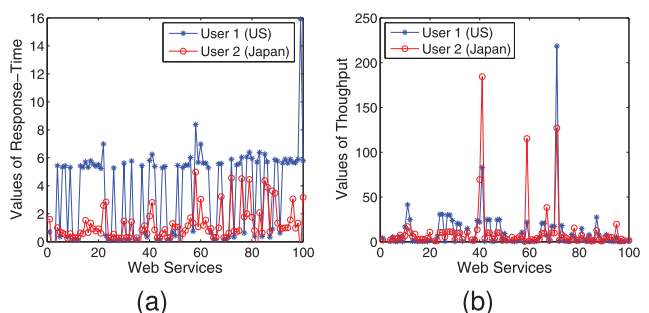 16
14
12
10
8
6
4
2
0
0 20 40 60 80 100
Values of Response-Time
Web Services
User 1 (US)
User 2 (Japan)
(a)
250
200
150
100
50
0
0 20 40 60 80 100
Values of Thoughput
Web Services
User 1 (US)
User 2 (Japan)
(b)